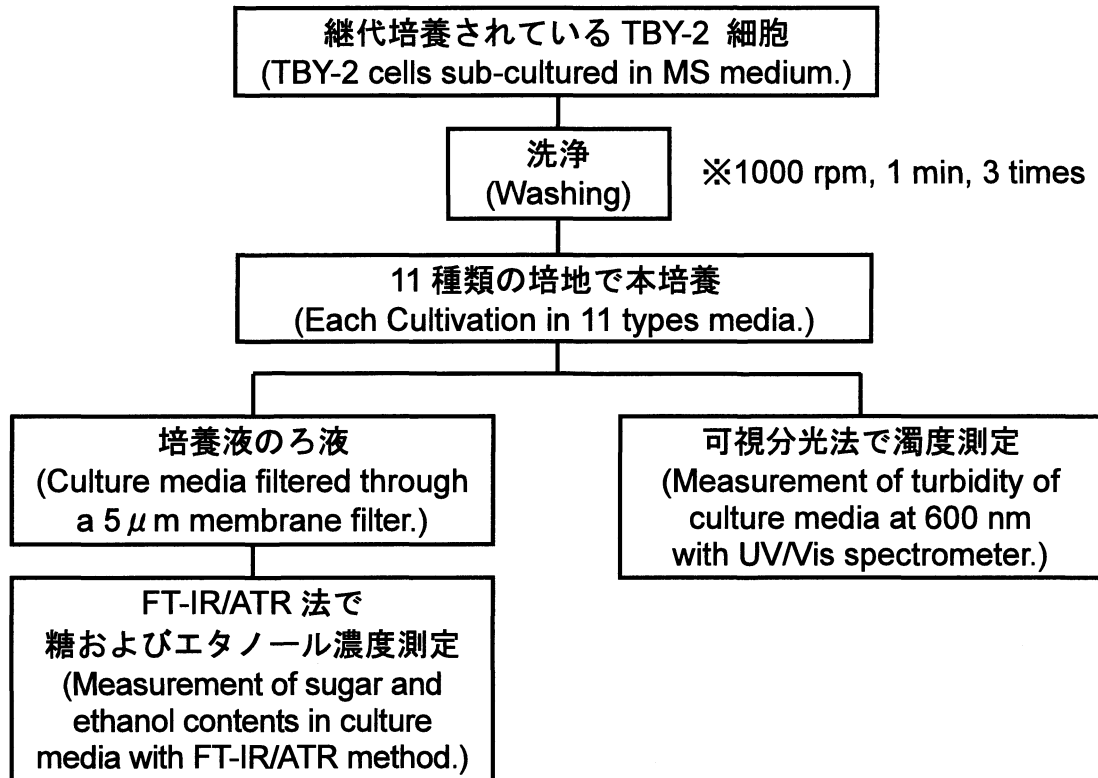 継代培養されている TBY-2 細胞
(TBY-2 cells sub-cultured in MS medium.)
洗浄
(Washing)
※1000 rpm, 1 min, 3 times
11 種類の培地で本培養
(Each Cultivation in 11 types media.)
培養液のろ液
(Culture media filtered through
a 5μm membrane filter.)
可視分光法で濁度測定
(Measurement of turbidity of
culture media at 600 nm
with UV/Vis spectrometer.)
FT-IR/ATR 法で
糖およびエタノール濃度測定
(Measurement of sugar and
ethanol contents in culture
media with FT-IR/ATR method.)